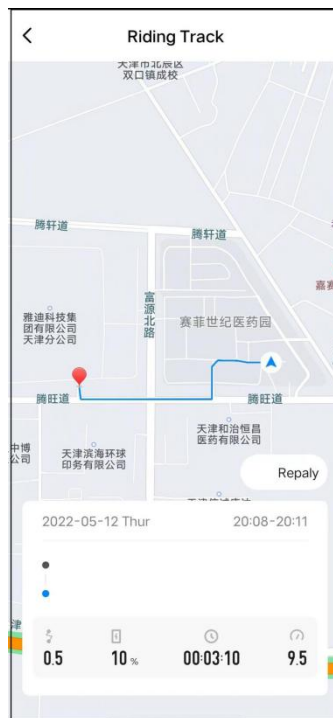 Riding Track
天津市北辰区
双口镇成校
腾轩道
腾轩道
富源北路
嘉赛
雅迪科技集
团有限公司
天津分公司
赛菲世纪医药园
腾旺道
腾旺道
天津和治恒昌
医药有限公司
中博
公司
天津滨海环球
印务有限公司
Repaly
2022-05-12 Thur
20:08-20:11
津
0.5
10 %
00:03:10
9.5